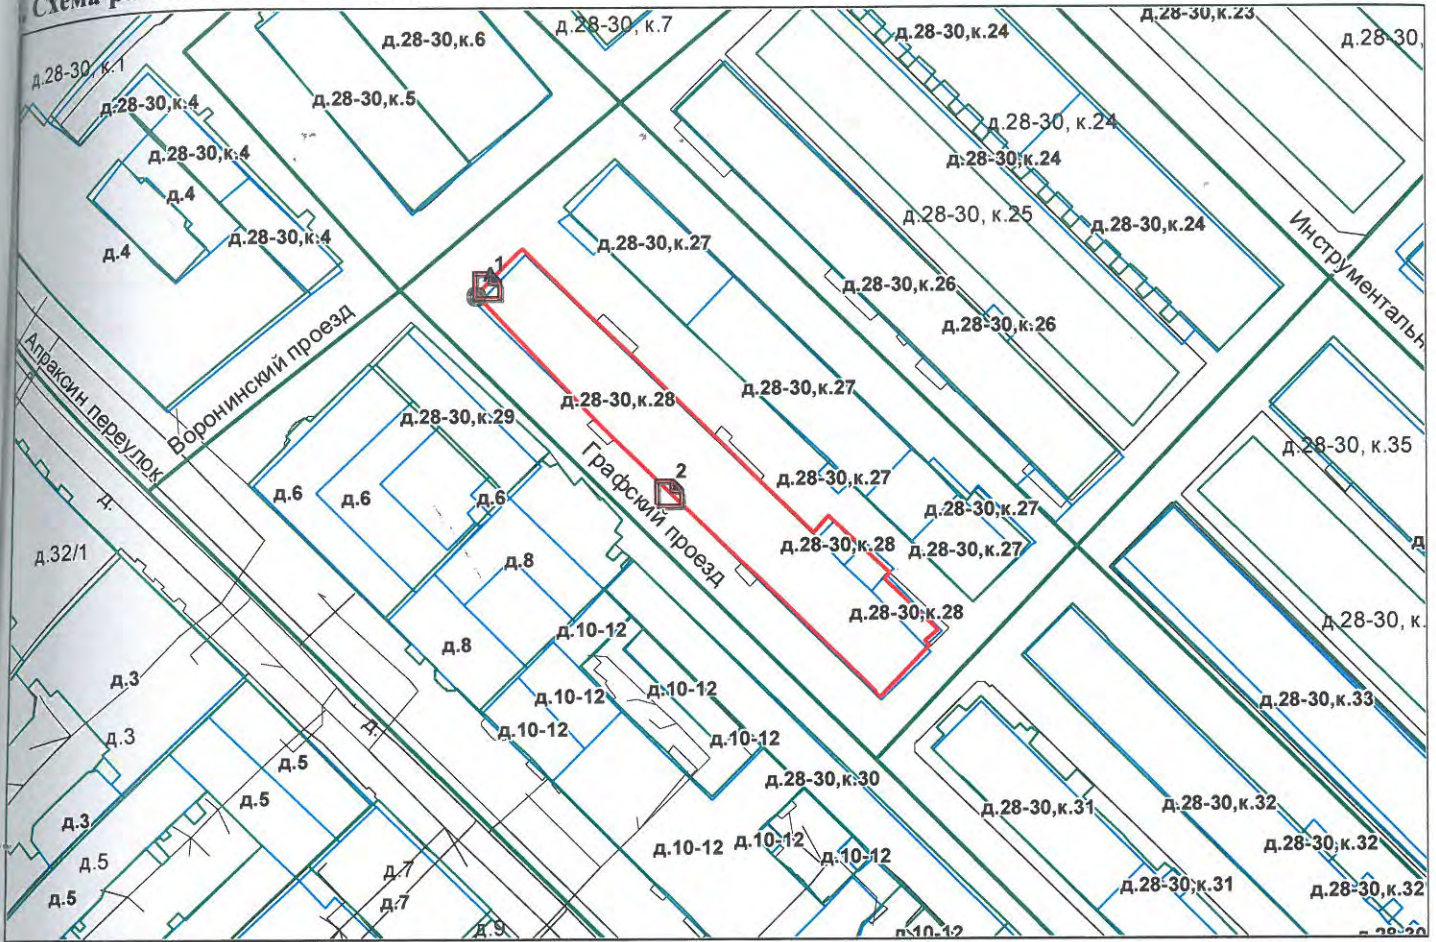 Схема
д.28-30,к.6
д.28-30, к.7
д.28-30,к.24
д.28-30, к.23
д.28-30,
д.28-30, к.1
д.28-30,к.4
д.28-30,к.5
д.28-30, к.24
д.28-30,к.4
д.28-30,к.24
д.4
д.28-30, к.25
д.28-30,к.24
д.28-30,к.4
д.4
д.28-30,к.27
Инструментальн
1
д.28-30,к.26
д.28-30,к.26
Воронинский проезд
Апраксин переулок
д.28-30,к.27
д.28-30,к.28
д.28-30,к.29
д.28-30, к.35
Графский проезд
2
д.28-30,к.27
д.6
д.6
д.6
д.28-30,к.27
д.
д.28-30,к.28
д.28-30,к.27
д
д.32/1
д.8
д.28-30,к.28
д.28-30, к.
д.10-12
д.8
д.3
д.10-12
д.10-12
д.28-30,к.33
д.
д.10-12
д.3
д.10-12
д.5
д.28-30,к.30
д.5
д.28-30,к.31
д.28-30,к.32
д.3
д.10-12
д.10-12
д.28-30,к.32
д.10-12
д.5
д.7
д.28-30,к.31
д.28-30,к.32
д.5
д.7
д.9
д.10-12